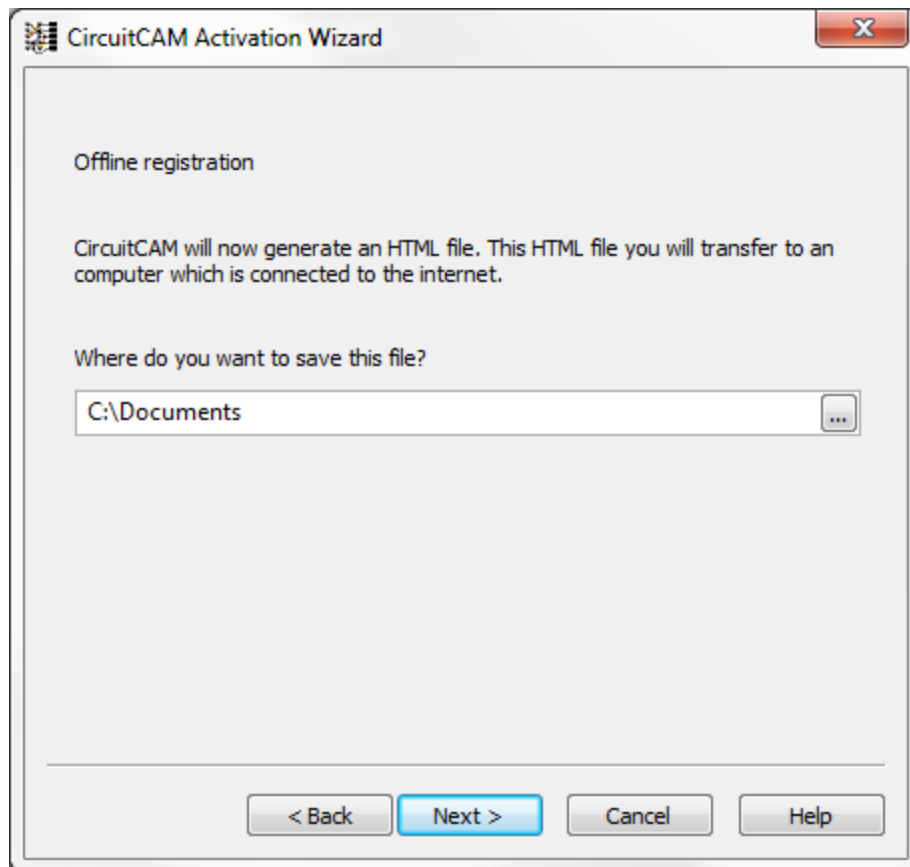 CircuitCAM Activation Wizard
X
Offline registration
CircuitCAM will now generate an HTML file. This HTML file you will transfer to an
computer which is connected to the internet.
Where do you want to save this file?
C:\Documents
...
< Back Next > Cancel Help